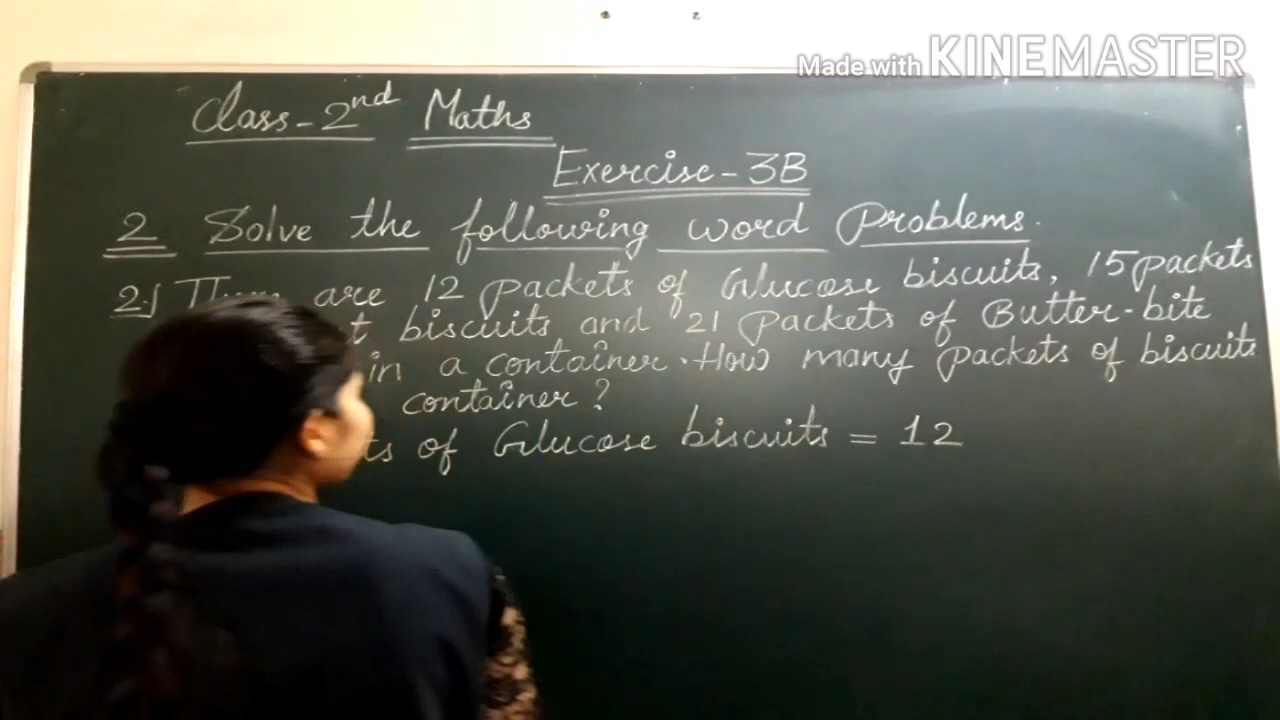 Made with KINEMASTER
Class-2nd Maths
Exercise-3B
2 Solve the following word problems.
2.) There are 12 packets of Glucose biscuits, 15 packets
t biscuits and 21 packets of Butter-bite
in a container. How many packets of biscuits
container?
ts of Glucose biscuits = 12